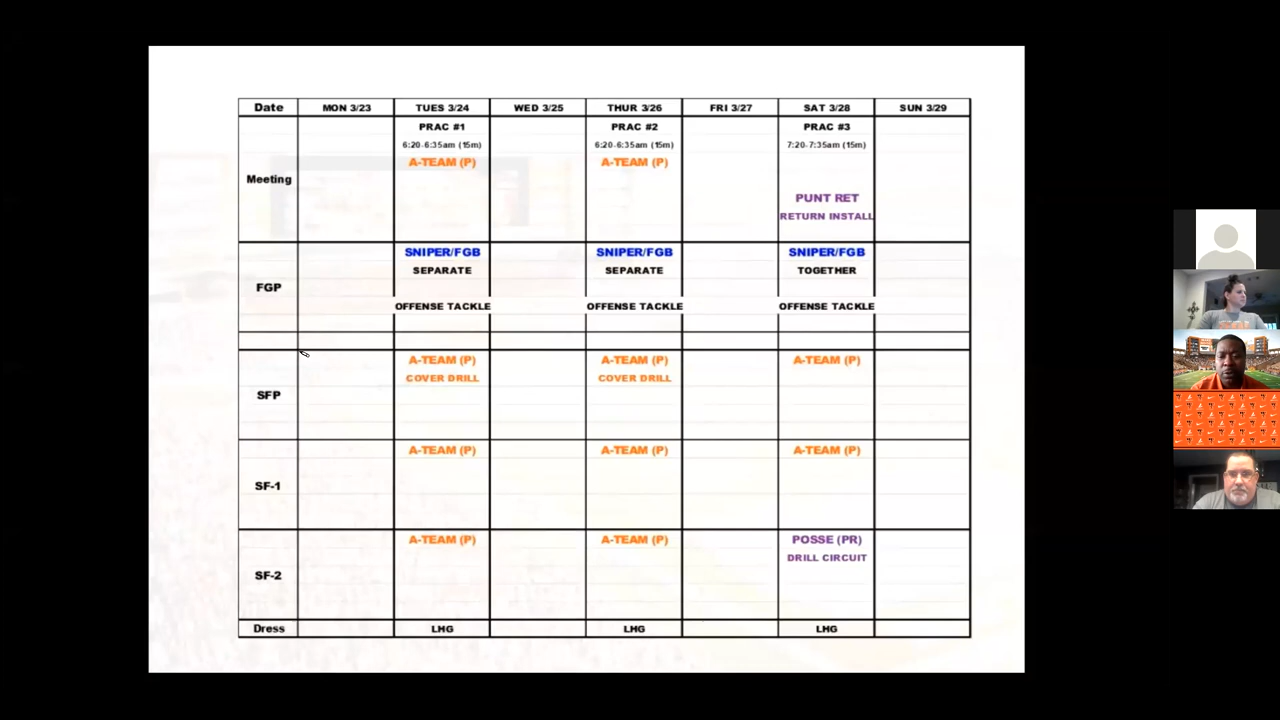 Date MON 3/23 TUES 3/24 WED 3/25 THUR 3/26 FRI 3/27 SAT 3/28 SUN 3/29
PRAC #1 PRAC #2 PRAC #3
6:20-6:35am (15m) 6:20-6:35am (15m) 7:20-7:35am (15m)
A-TEAM (P) A-TEAM (P)
Meeting
PUNT RET
RETURN INSTALL
SNIPER/FGB SNIPER/FGB SNIPER/FGB
SEPARATE SEPARATE TOGETHER
FGP
OFFENSE TACKLE OFFENSE TACKLE OFFENSE TACKLE
A-TEAM (P) A-TEAM (P) A-TEAM (P)
COVER DRILL COVER DRILL
SFP
A-TEAM (P) A-TEAM (P) A-TEAM (P)
SF-1
A-TEAM (P) A-TEAM (P) POSSE (PR)
DRILL CIRCUIT
SF-2
Dress LHG LHG LHG